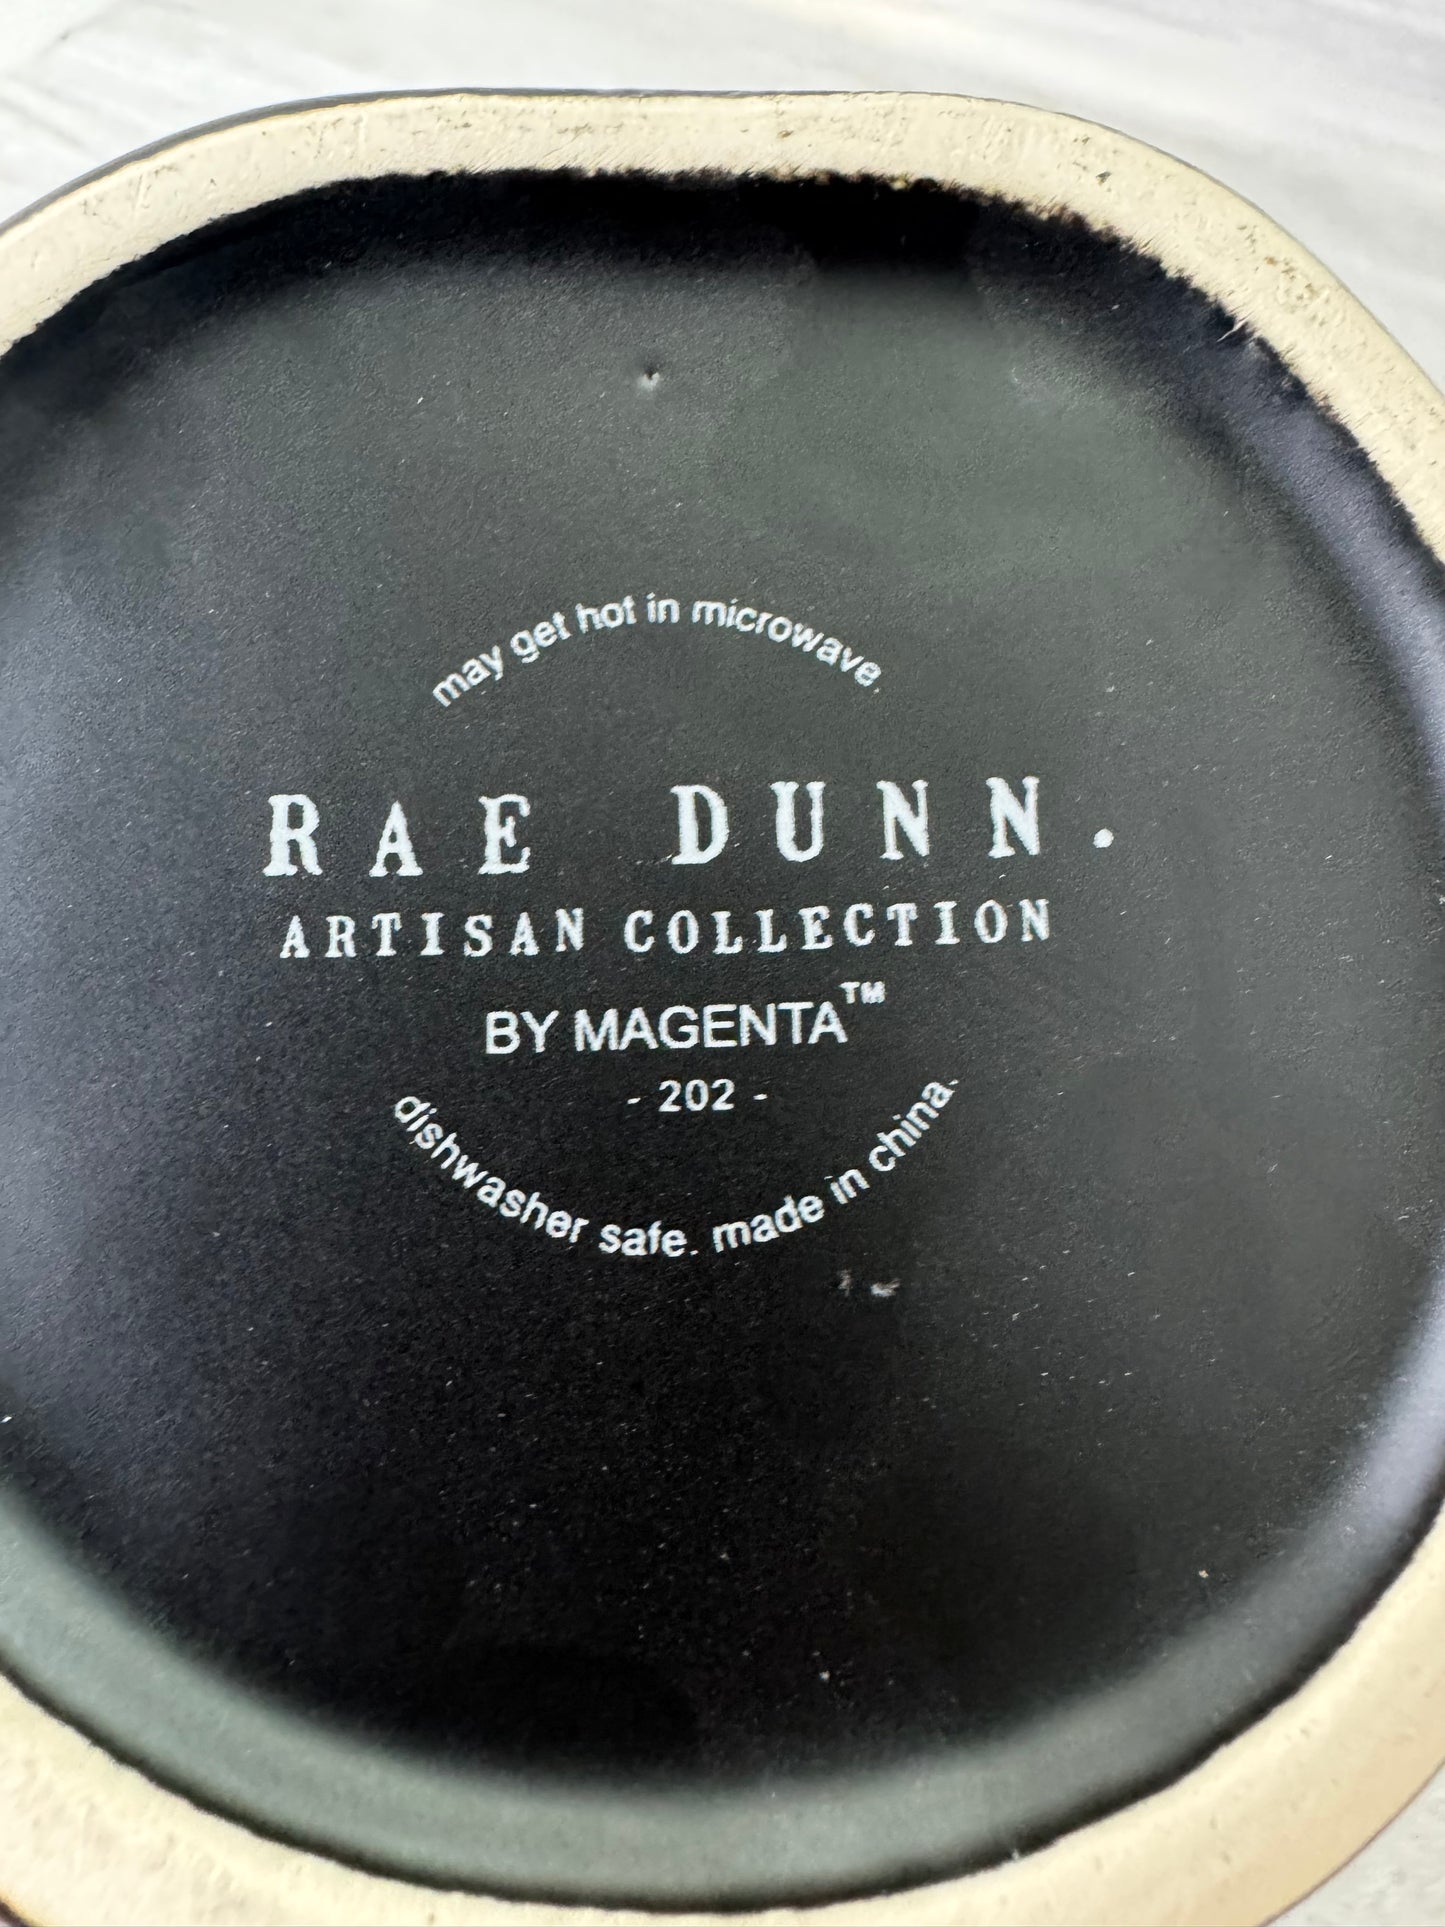 may get hot in microwave
RAE DUNN.
ARTISAN COLLECTION
BY MAGENTA™
- 202 -
dishwasher safe. made in china.